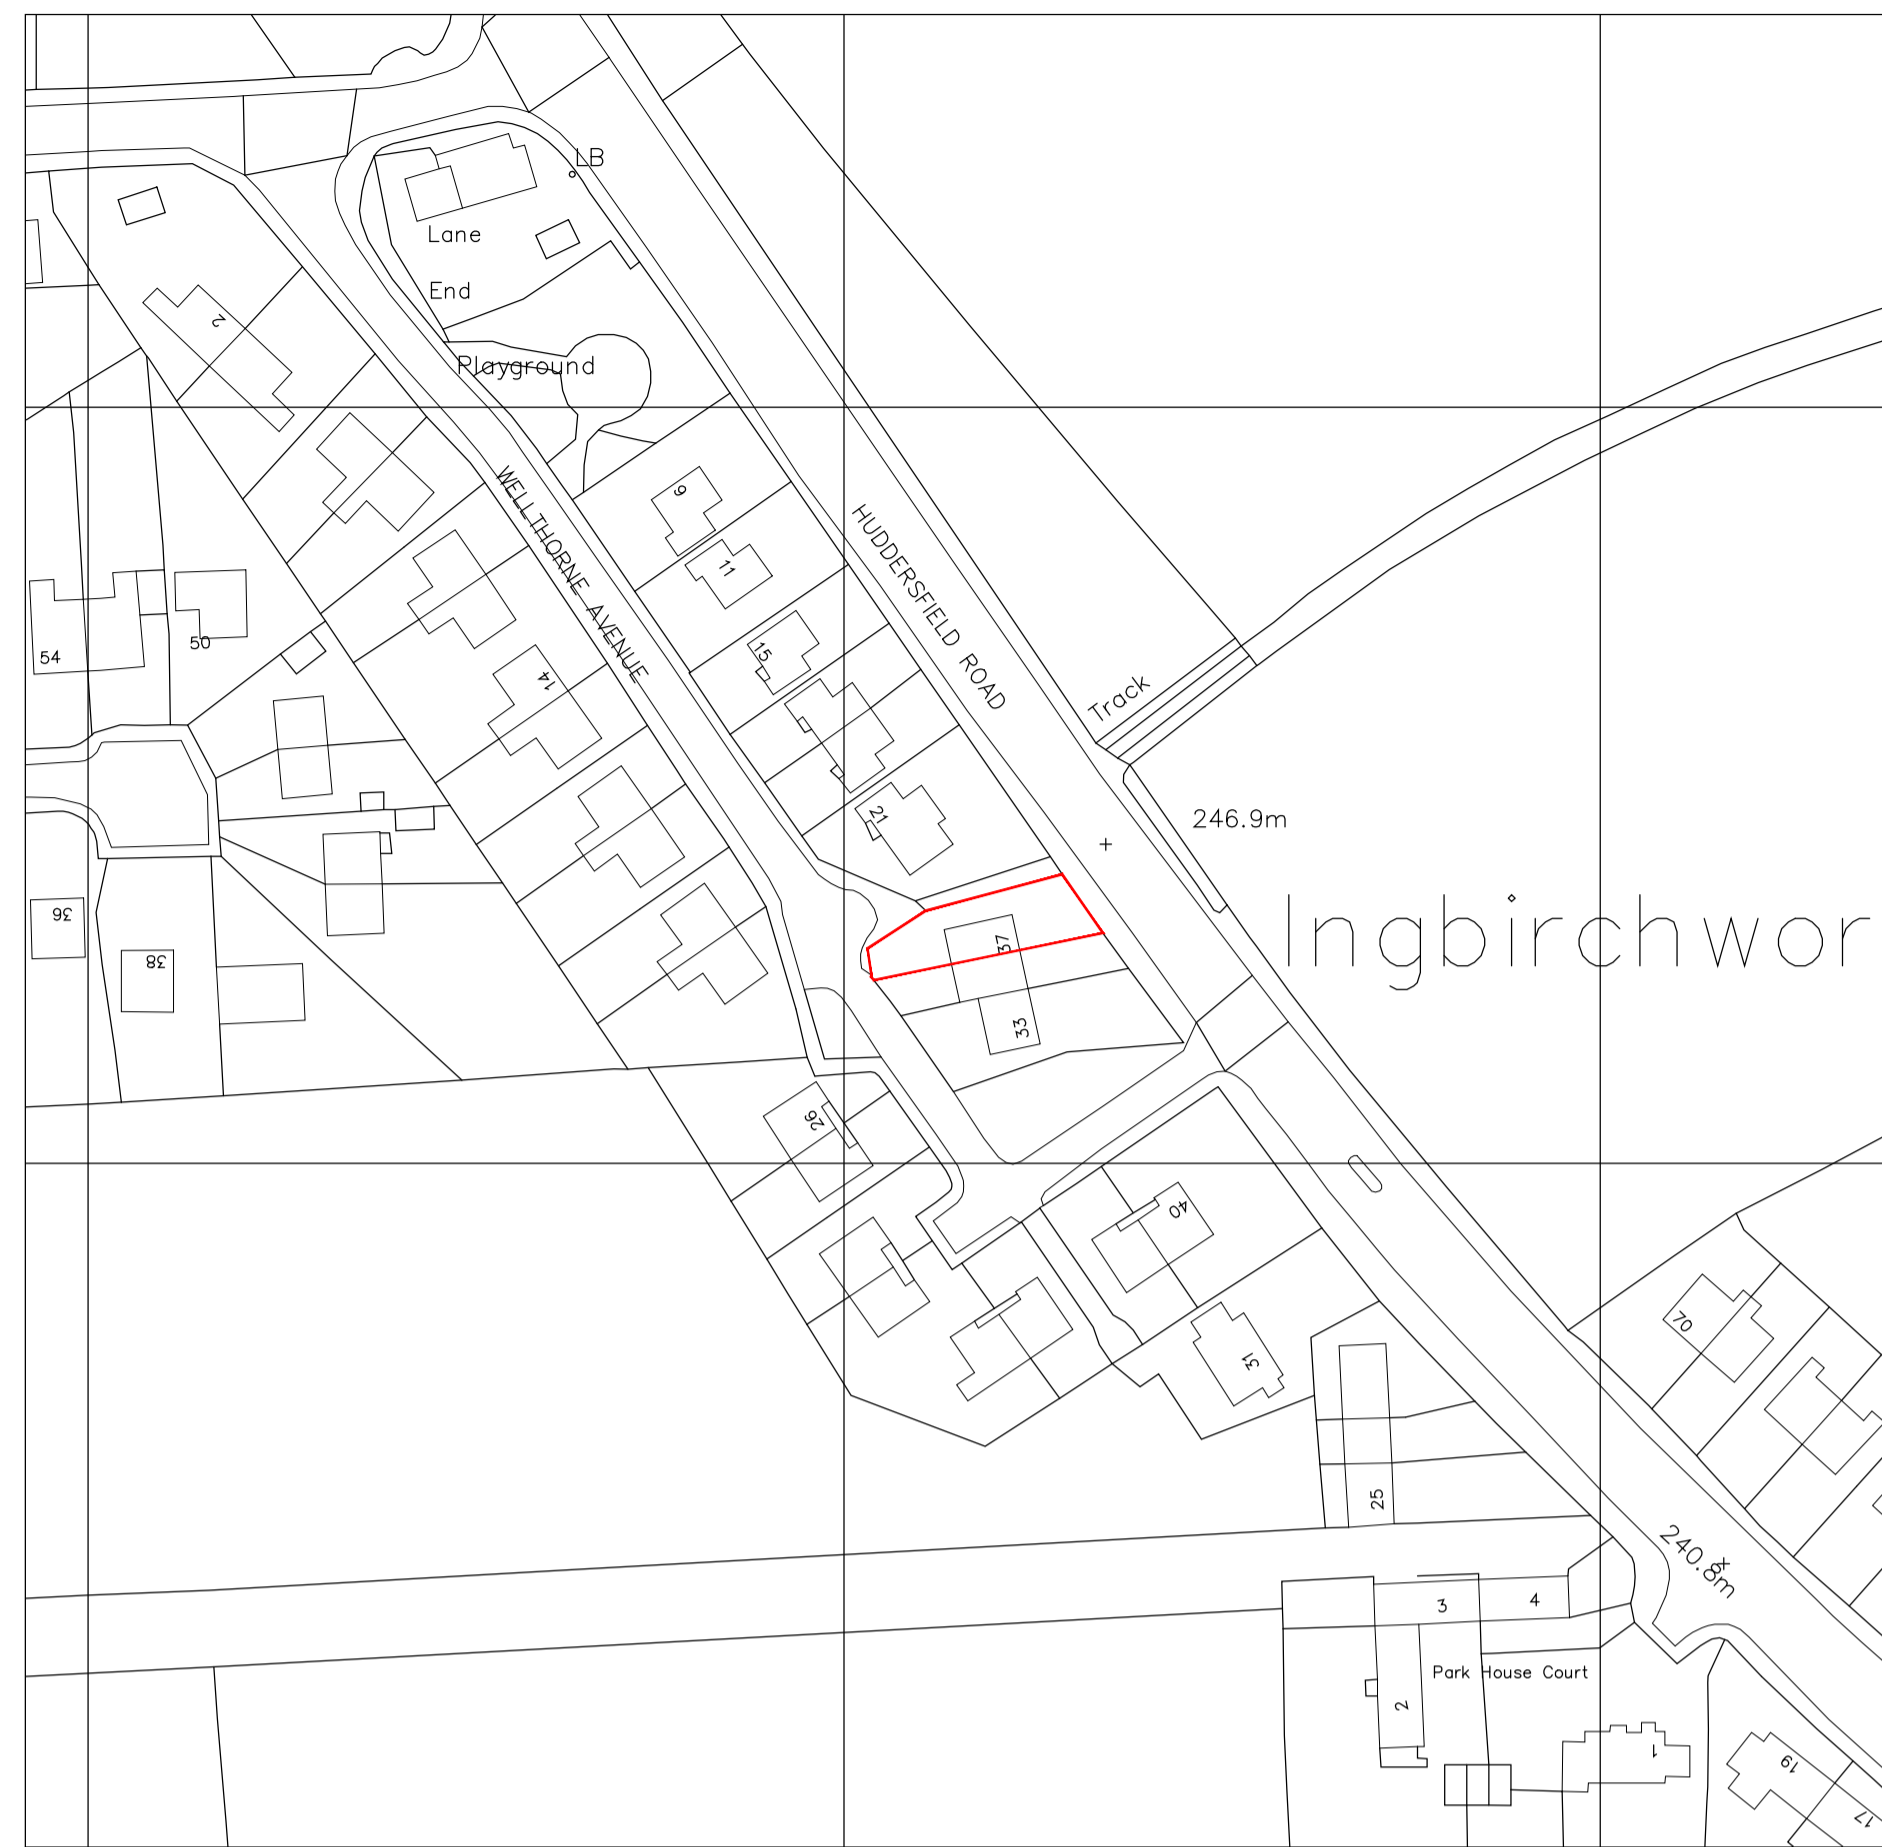 LB
Lane
End
2
Playground
WELLTHORNE AVENUE
9
11
HUDDERSFIELD ROAD
15
14
54
50
Track
21
246.9m
Ingbirchwor
36
38
37
33
26
40
31
70
25
240.8m
3
4
Park House Court
2
1
19
17